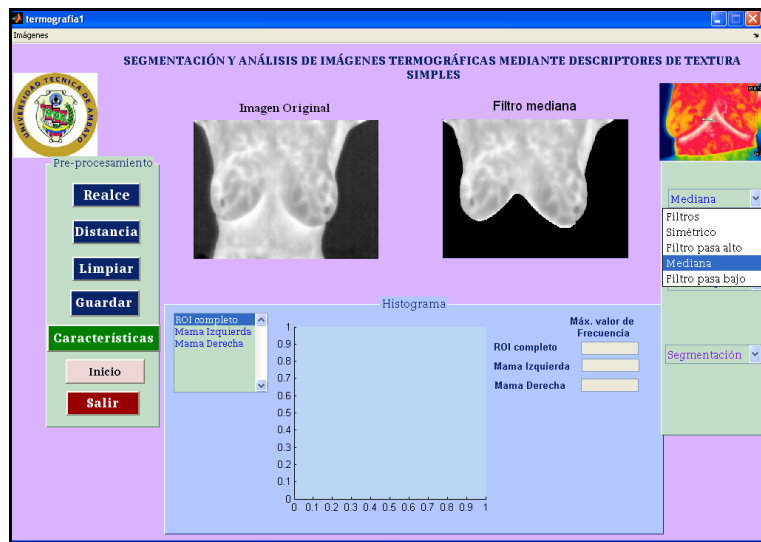 termografia1
Imágenes
SEGMENTACIÓN Y ANÁLISIS DE IMÁGENES TERMOGRÁFICAS MEDIANTE DESCRIPTORES DE TEXTURA
SIMPLES
UNIVERSIDAD TECNICA DE AMBATO
Imagen Original
Filtro mediana
Pre-procesamiento
Realce
Distancia
Limpiar
Guardar
Características
Inicio
Salir
Mediana
Filtros
Simétrico
Filtro pasa alto
Mediana
Filtro pasa bajo
Segmentación
Histograma
ROI completo
Mama Izquierda
Mama Derecha
1
0.9
0.8
0.7
0.6
0.5
0.4
0.3
0.2
0.1
0
0 0.1 0.2 0.3 0.4 0.5 0.6 0.7 0.8 0.9 1
Máx. valor de
Frecuencia
ROI completo
Mama Izquierda
Mama Derecha